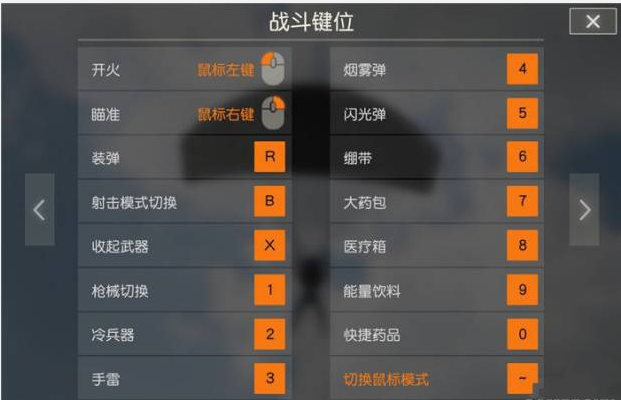 战斗键位
开火 鼠标左键
瞄准 鼠标右键
装弹 R
射击模式切换 B
收起武器 X
枪械切换 1
冷兵器 2
手雷 3
烟雾弹 4
闪光弹 5
绷带 6
大药包 7
医疗箱 8
能量饮料 9
快捷药品 0
切换鼠标模式 ~